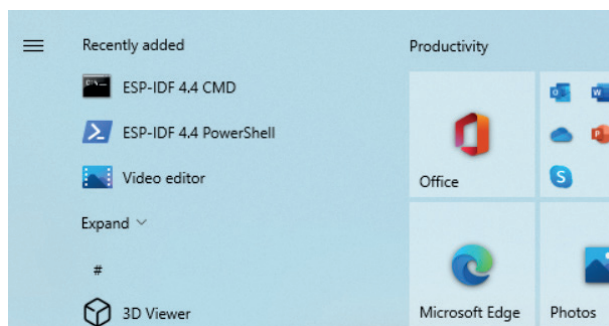 Recently added
ESP-IDF 4.4 CMD
ESP-IDF 4.4 PowerShell
Video editor
Expand
#
3D Viewer
Productivity
Office
Microsoft Edge
Photos